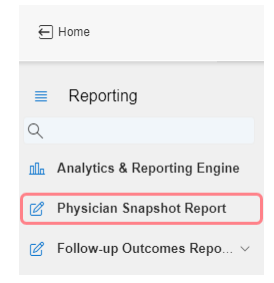 Home
Reporting
Analytics & Reporting Engine
Physician Snapshot Report
Follow-up Outcomes Repo...